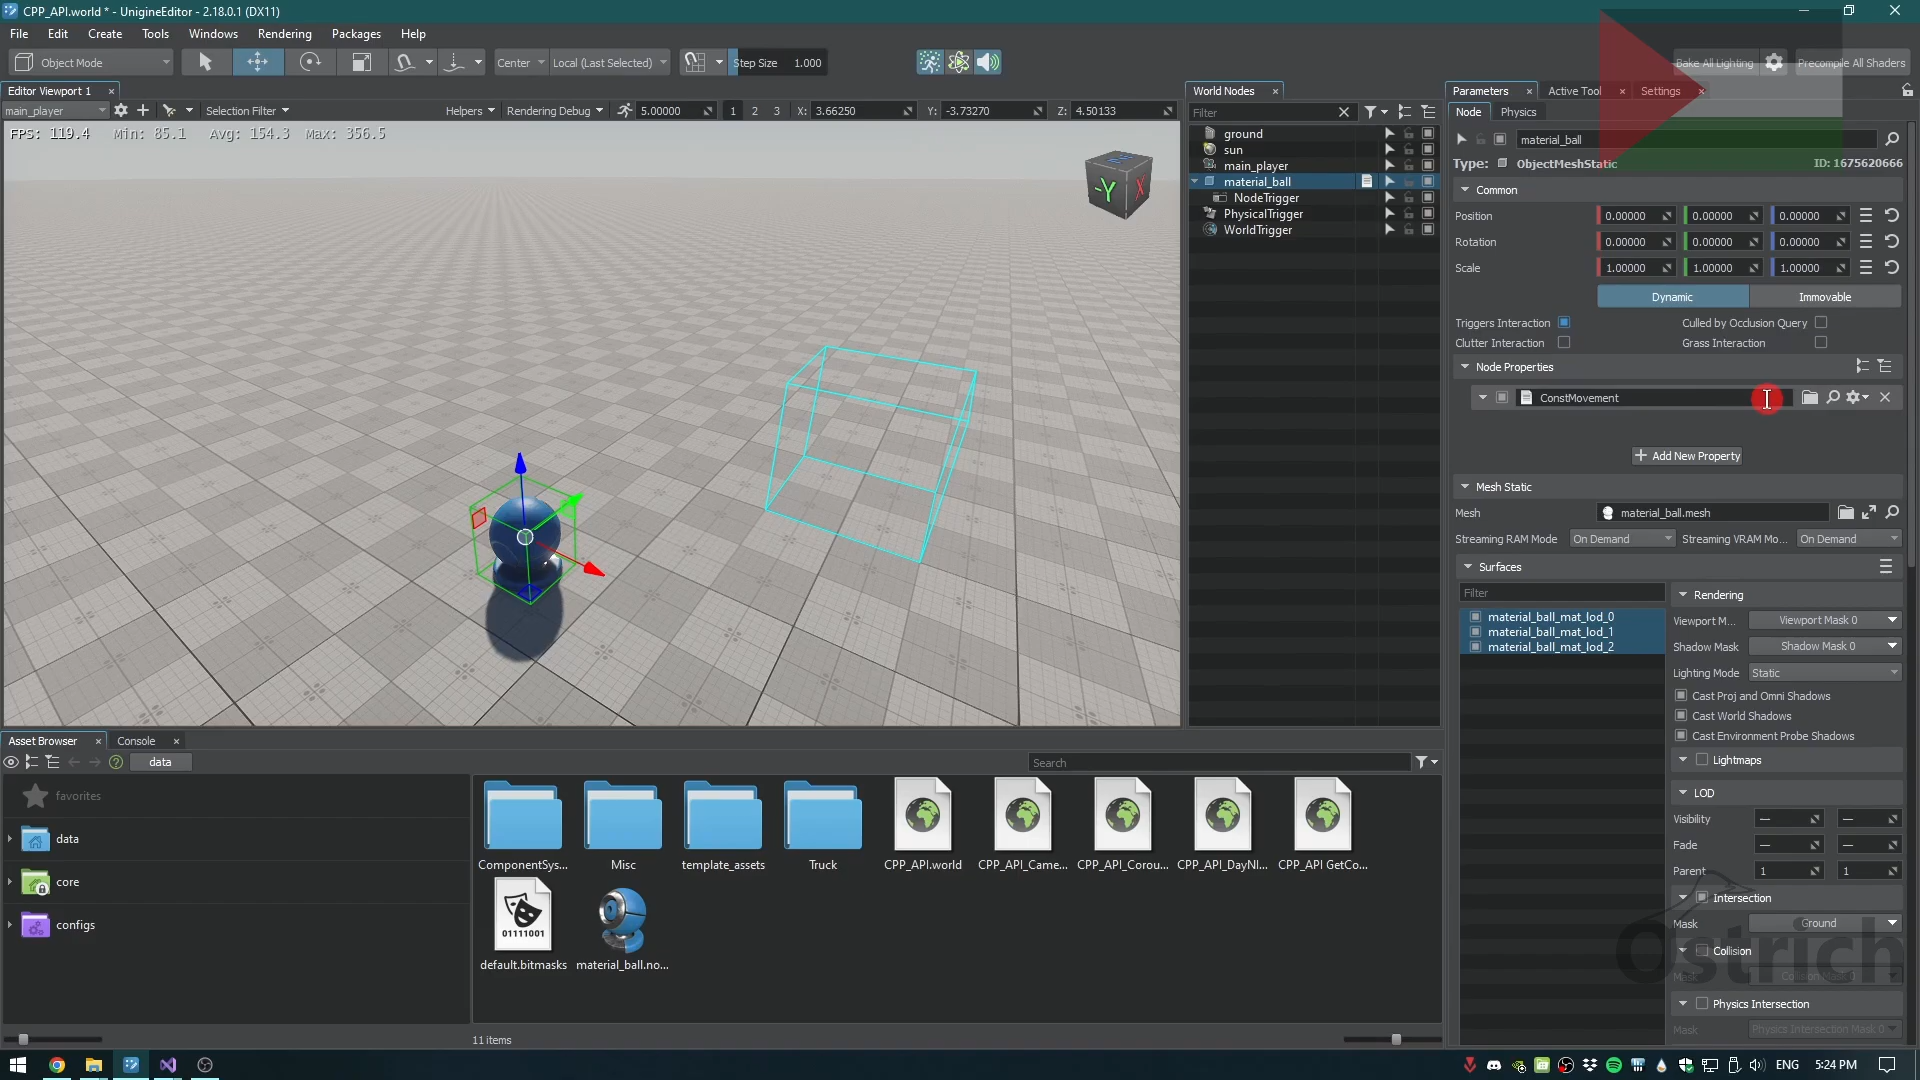 CPP_API.world * - UnigineEditor - 2.18.0.1 (DX11)
File Edit Create Tools Windows Rendering Packages Help
Object Mode
Center
Local (Last Selected)
Step Size 1.000
Bake All Lighting
Precompile All Shaders
Editor Viewport 1
main_player
Selection Filter
Helpers
Rendering Debug
5.00000
1 2 3
X: 3.66250
Y: -3.73270
Z: 4.50133
FPS: 119.4 Min: 85.1 Avg: 154.3 Max: 356.5
-Y X
World Nodes
Filter
ground
sun
main_player
material_ball
NodeTrigger
PhysicalTrigger
WorldTrigger
Parameters
Active Tool
Settings
Node Physics
material_ball
Type: ObjectMeshStatic
ID: 1675620666
Common
Position 0.00000 0.00000 0.00000
Rotation 0.00000 0.00000 0.00000
Scale 1.00000 1.00000 1.00000
Dynamic Immovable
Triggers Interaction
Culled by Occlusion Query
Clutter Interaction
Grass Interaction
Node Properties
ConstMovement
Add New Property
Mesh Static
Mesh material_ball.mesh
Streaming RAM Mode On Demand
Streaming VRAM Mo... On Demand
Surfaces
Filter
material_ball_mat_lod_0
material_ball_mat_lod_1
material_ball_mat_lod_2
Rendering
Viewport M... Viewport Mask 0
Shadow Mask Shadow Mask 0
Lighting Mode Static
Cast Proj and Omni Shadows
Cast World Shadows
Cast Environment Probe Shadows
Lightmaps
LOD
Visibility — —
Fade — —
Parent 1 1
Intersection
Mask Ground
Collision
Mask Collision Mask 0
Physics Intersection
Mask Physics Intersection Mask 0
Ostrich
Asset Browser
Console
data
Search
favorites
data
core
configs
ComponentSys...
Misc
template_assets
Truck
CPP_API.world
CPP_API_Came...
CPP_API_Corou...
CPP_API_DayNI...
CPP_API GetCo...
01111001
default.bitmasks
material_ball.no...
11 items
ENG
5:24 PM